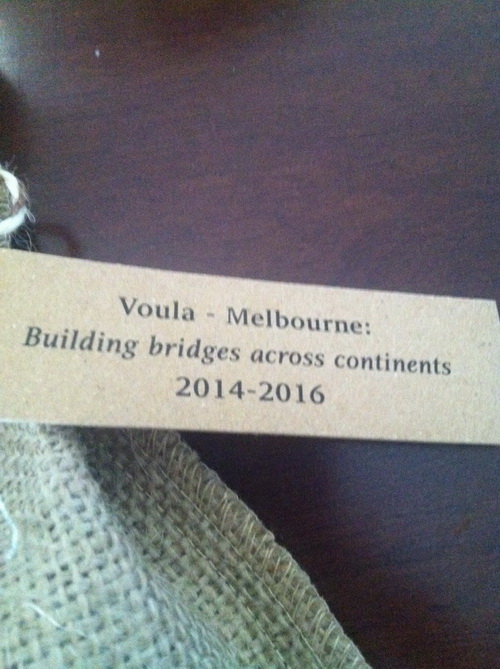 Voula - Melbourne:
Building bridges across continents
2014-2016